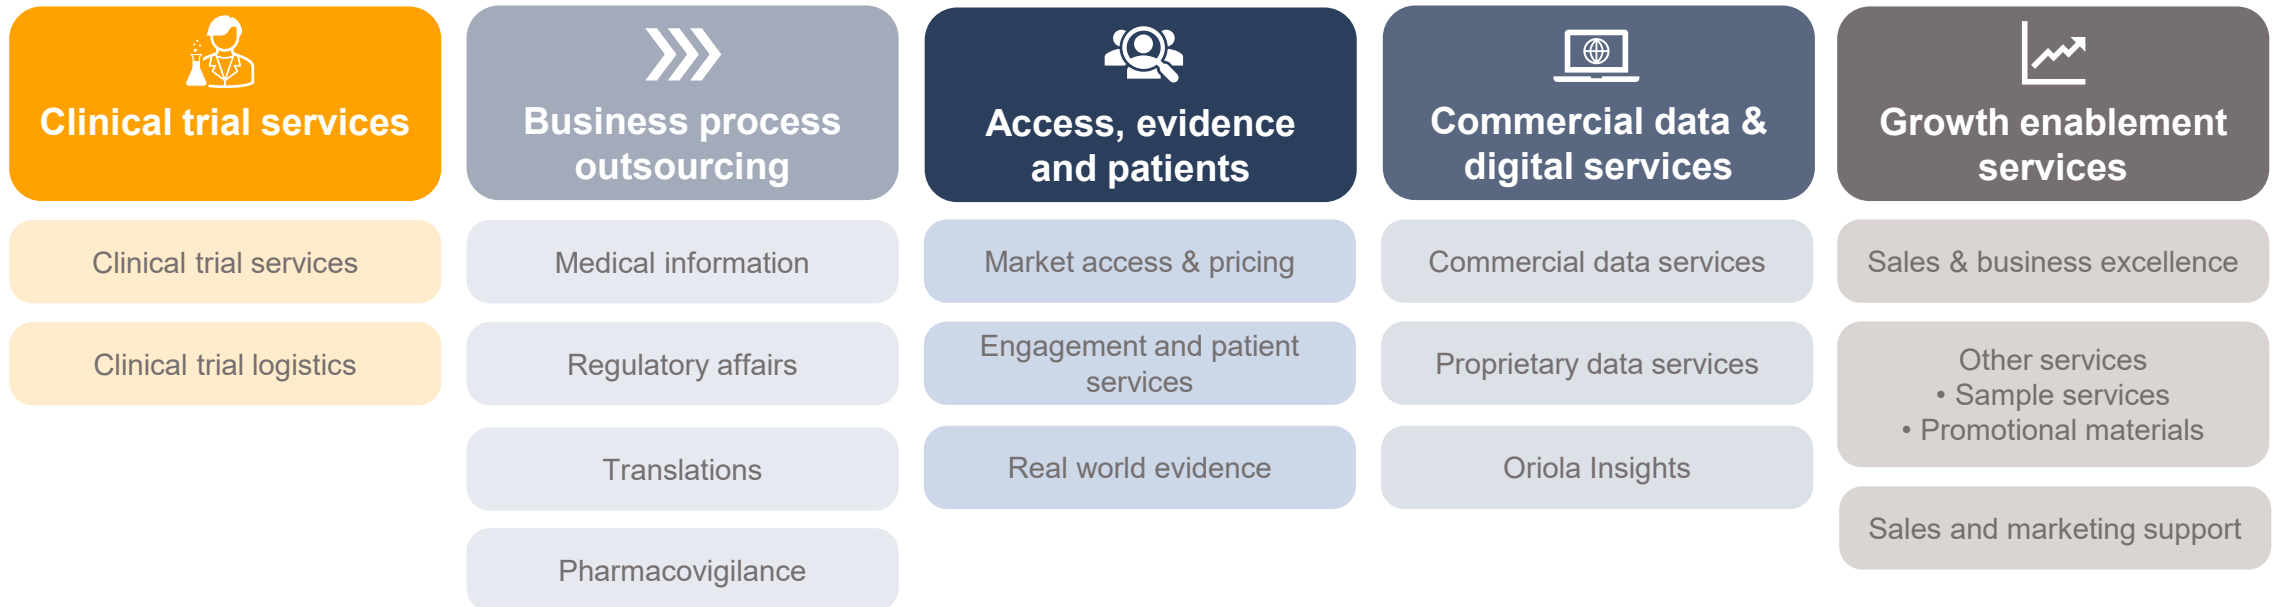 Clinical trial services
Clinical trial services
Clinical trial logistics
Business process
outsourcing
Medical information
Regulatory affairs
Translations
Pharmacovigilance
Access, evidence
and patients
Market access & pricing
Engagement and patient
services
Real world evidence
Commercial data &
digital services
Commercial data services
Proprietary data services
Oriola Insights
Growth enablement
services
Sales & business excellence
Other services
• Sample services
• Promotional materials
Sales and marketing support